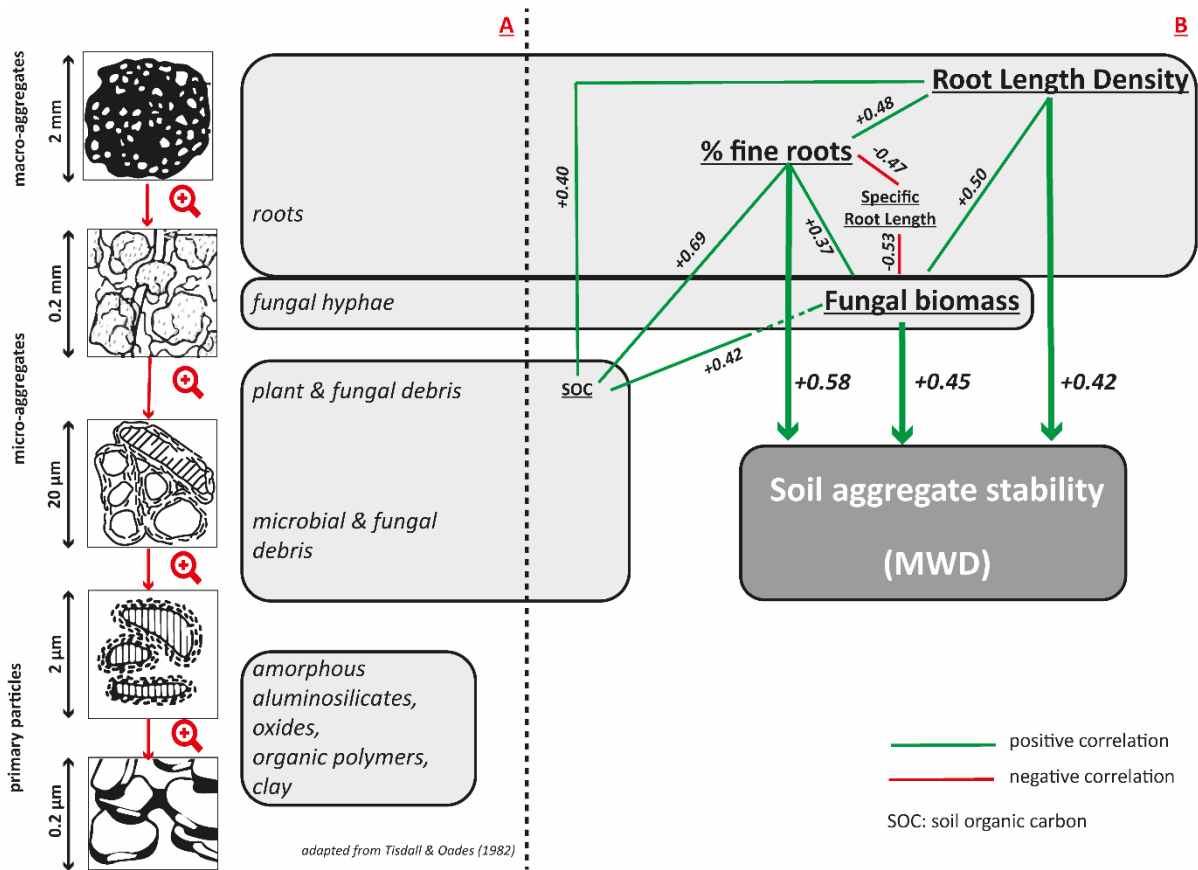 A
B
macro-aggregates
2 mm
0.2 mm
micro-aggregates
20 µm
2 µm
primary particles
0.2 µm
roots
fungal hyphae
plant & fungal debris
microbial & fungal
debris
amorphous
aluminosilicates,
oxides,
organic polymers,
clay
adapted from Tisdall & Oades (1982)
Root Length Density
+0.48
% fine roots
-0.47
+0.40
Specific
Root Length
+0.50
+0.69
+0.37
-0.53
Fungal biomass
+0.42
SOC
+0.58
+0.45
+0.42
Soil aggregate stability
(MWD)
positive correlation
negative correlation
SOC: soil organic carbon